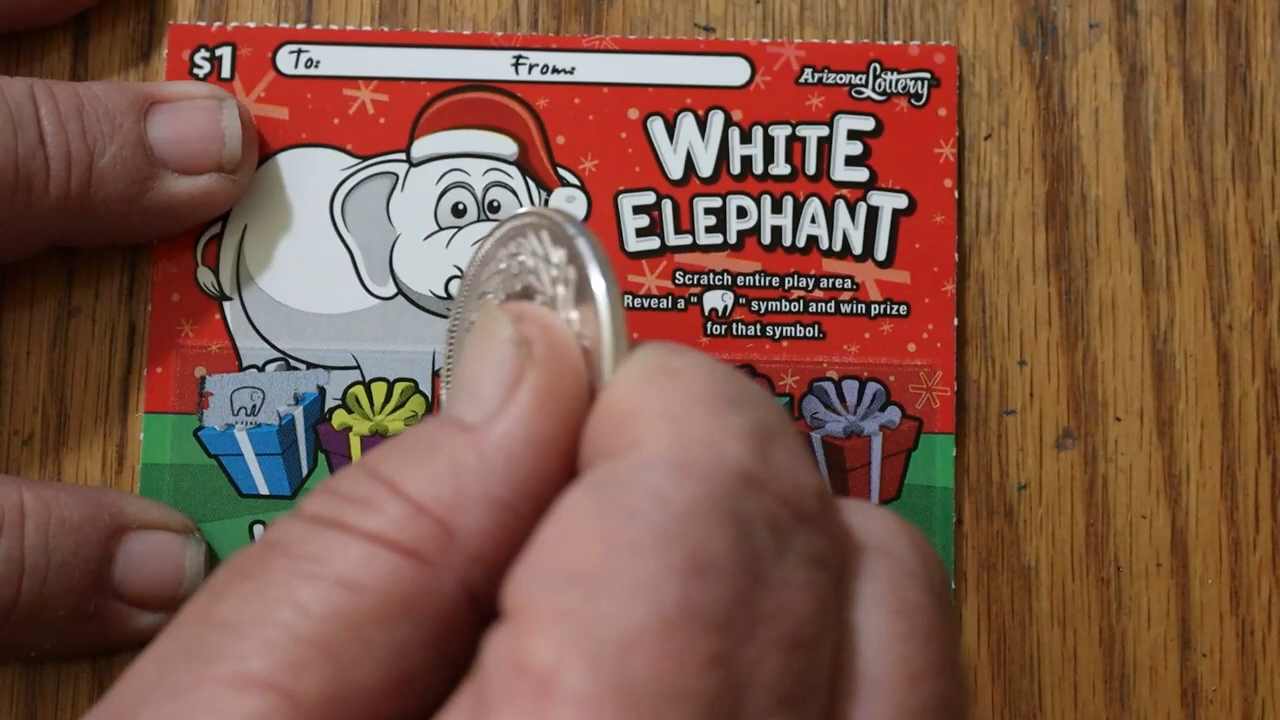 $1
To: From:
Arizona Lottery
WHITE
ELEPHANT
Scratch entire play area.
Reveal a " " symbol and win prize
for that symbol.